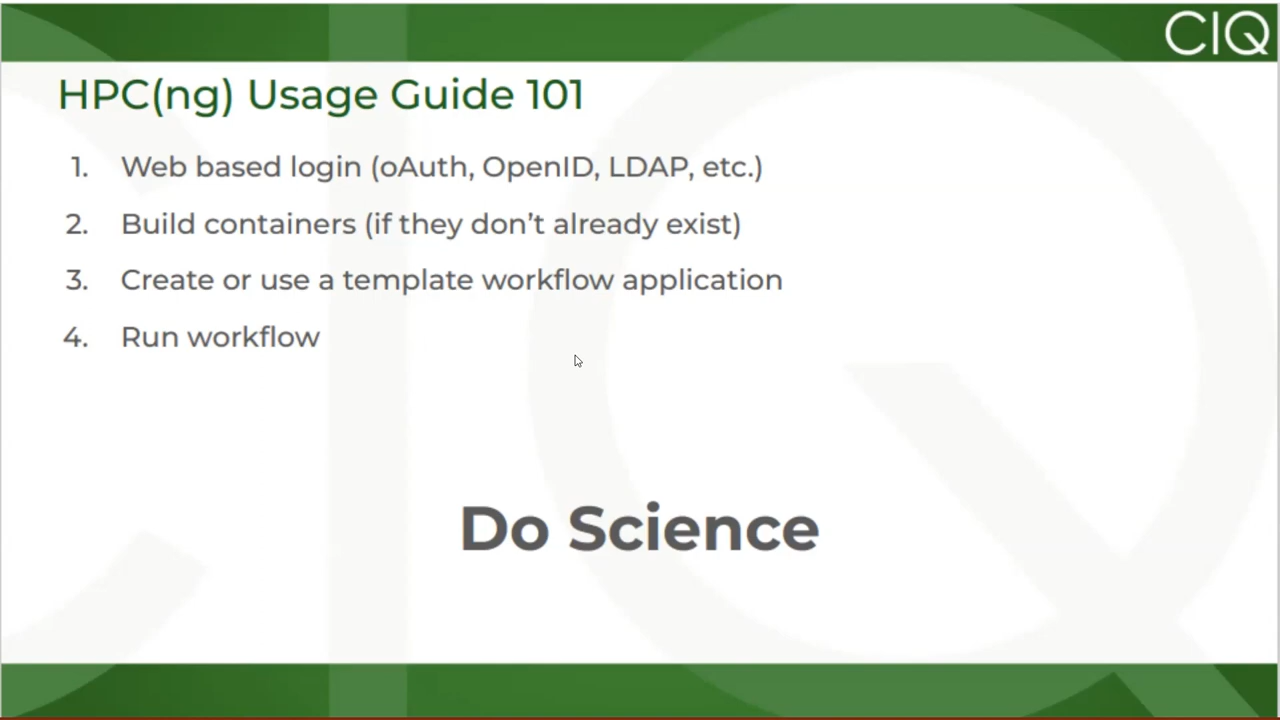 CIQ
HPC(ng) Usage Guide 101
1. Web based login (oAuth, OpenID, LDAP, etc.)
2. Build containers (if they don’t already exist)
3. Create or use a template workflow application
4. Run workflow
Do Science